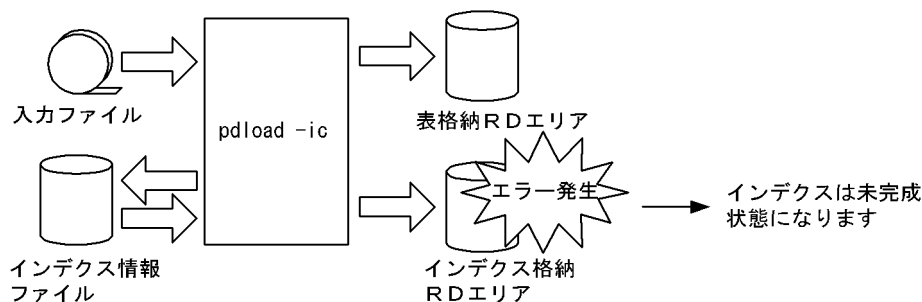 入力ファイル
pdload -ic
表格納ＲＤエリア
エラー発生
インデクスは未完成
状態になります
インデクス情報
ファイル
インデクス格納
ＲＤエリア